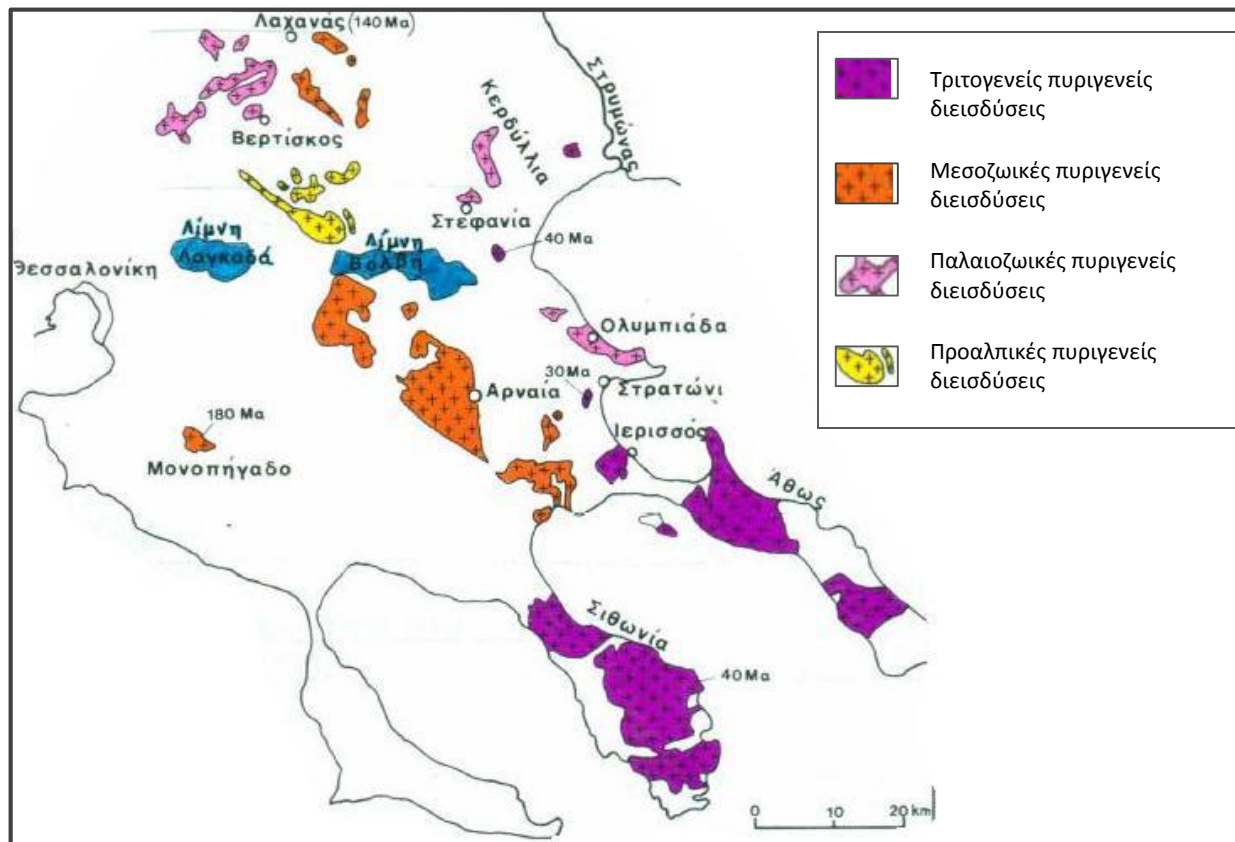 Λαχανάς (140 Μa)
Βερτίσκος
Κερδύλλια
Στρυμώνας
Στεφανία
40 Ma
Λίμνη
Λαγκαδά
Λίμνη
Βόλβη
Θεσσαλονίκη
Ολυμπιάδα
30 Ma
Στρατώνι
Αρναία
Ιερισσός
180 Ma
Μονοπήγαδο
Άθως
Σιθωνία
40 Ma
0 10 20 km
Τριτογενείς πυριγενείς
διεισδύσεις
Μεσοζωικές πυριγενείς
διεισδύσεις
Παλαιοζωικές πυριγενείς
διεισδύσεις
Προαλπικές πυριγενείς
διεισδύσεις